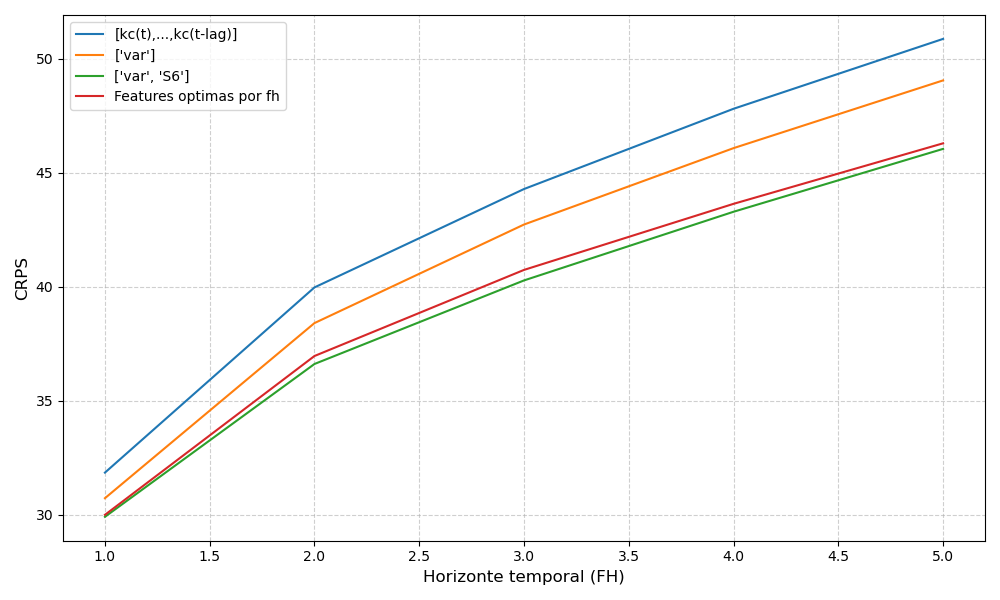 [kc(t),...,kc(t-lag)]
['var']
['var', 'S6']
Features optimas por fh
CRPS
50
45
40
35
30
1.0 1.5 2.0 2.5 3.0 3.5 4.0 4.5 5.0
Horizonte temporal (FH)